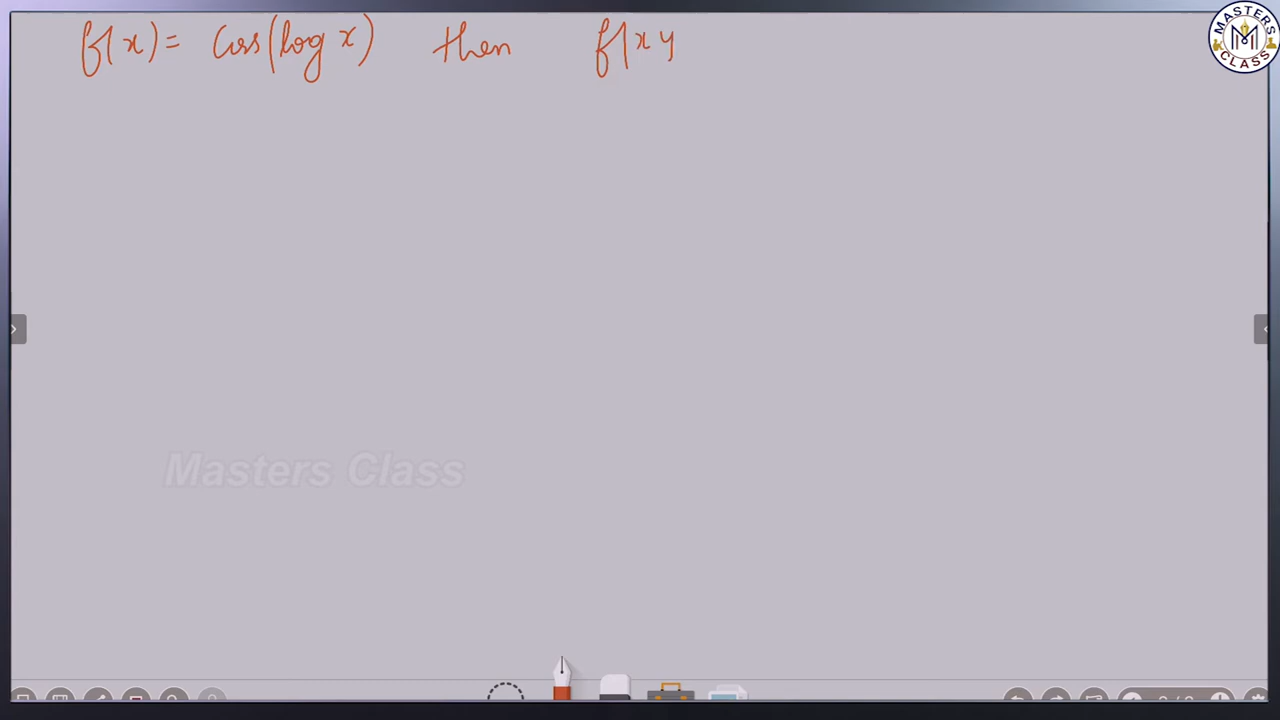 f(x) = Cos(log x) then f(xy
MASTERS CLASS
Masters Class